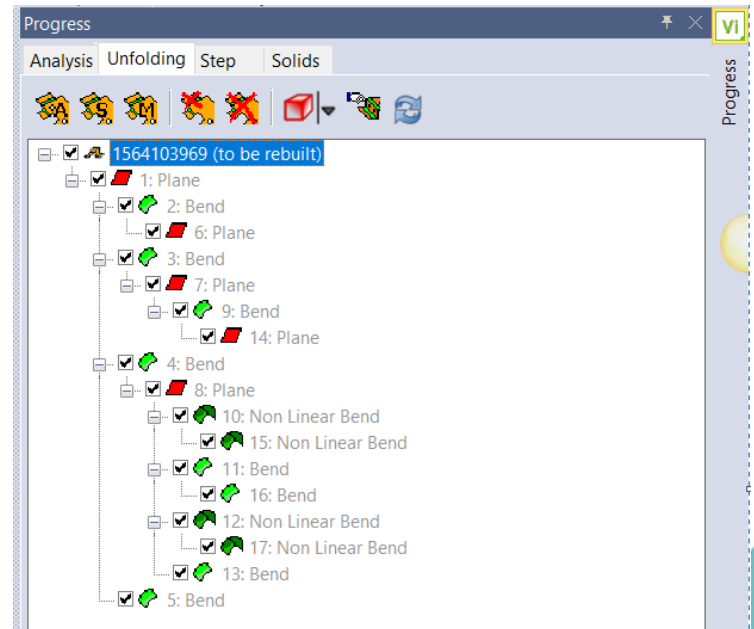 Progress
Vi
Analysis Unfolding Step Solids
Progress
A S M
1564103969 (to be rebuilt)
1: Plane
2: Bend
6: Plane
3: Bend
7: Plane
9: Bend
14: Plane
4: Bend
8: Plane
10: Non Linear Bend
15: Non Linear Bend
11: Bend
16: Bend
12: Non Linear Bend
17: Non Linear Bend
13: Bend
5: Bend